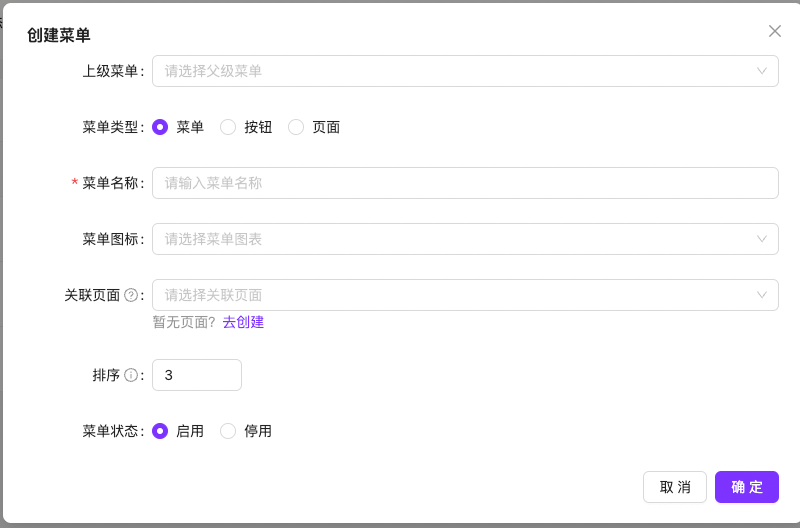 创建菜单
上级菜单: 请选择父级菜单
菜单类型: 菜单 按钮 页面
* 菜单名称: 请输入菜单名称
菜单图标: 请选择菜单图表
关联页面 ? : 请选择关联页面
暂无页面? 去创建
排序 i : 3
菜单状态: 启用 停用
取 消 确 定